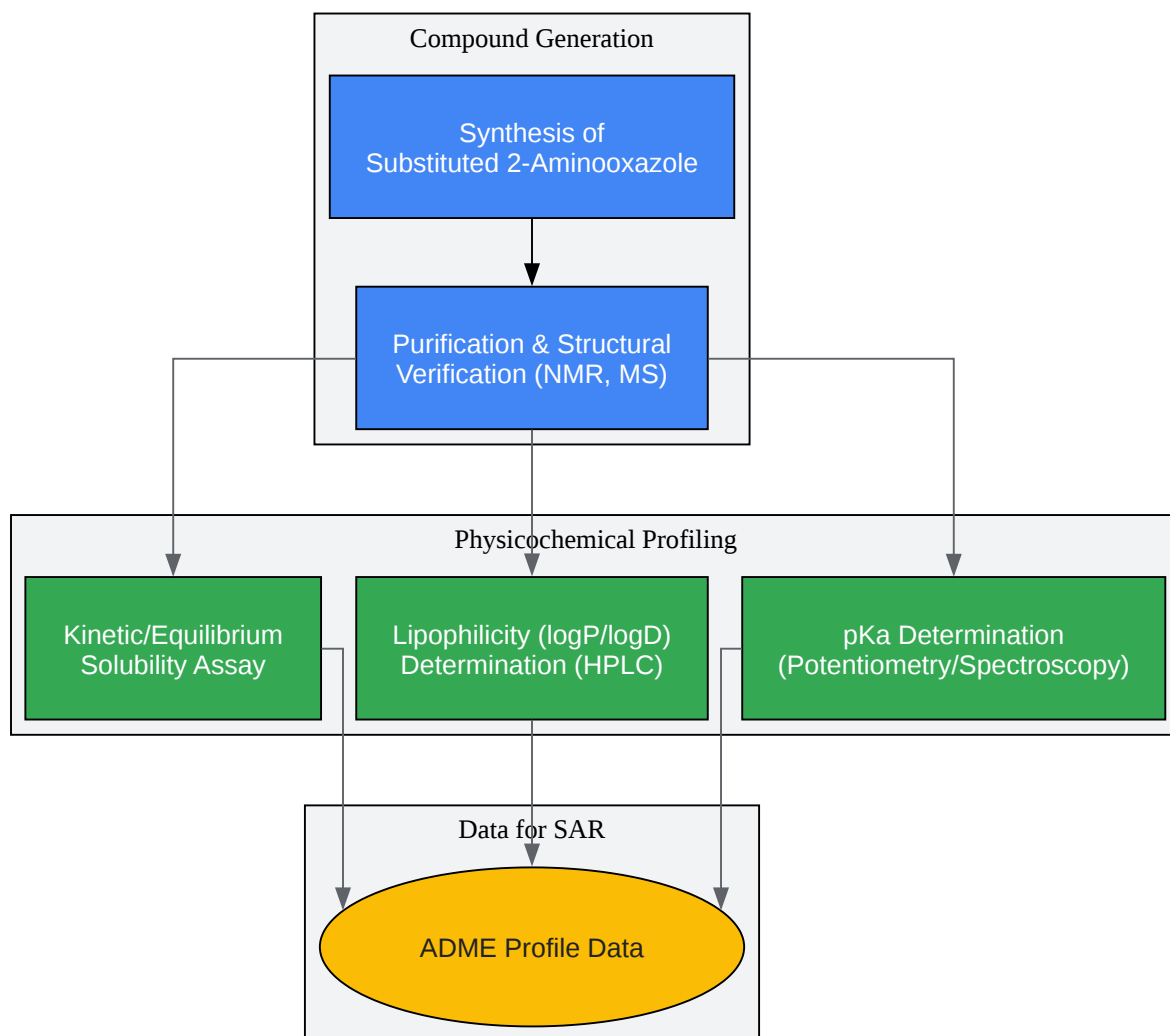 Compound Generation
Synthesis of
Substituted 2-Aminooxazole
Purification & Structural
Verification (NMR, MS)
Physicochemical Profiling
Kinetic/Equilibrium
Solubility Assay
Lipophilicity (logP/logD)
Determination (HPLC)
pKa Determination
(Potentiometry/Spectroscopy)
Data for SAR
ADME Profile Data